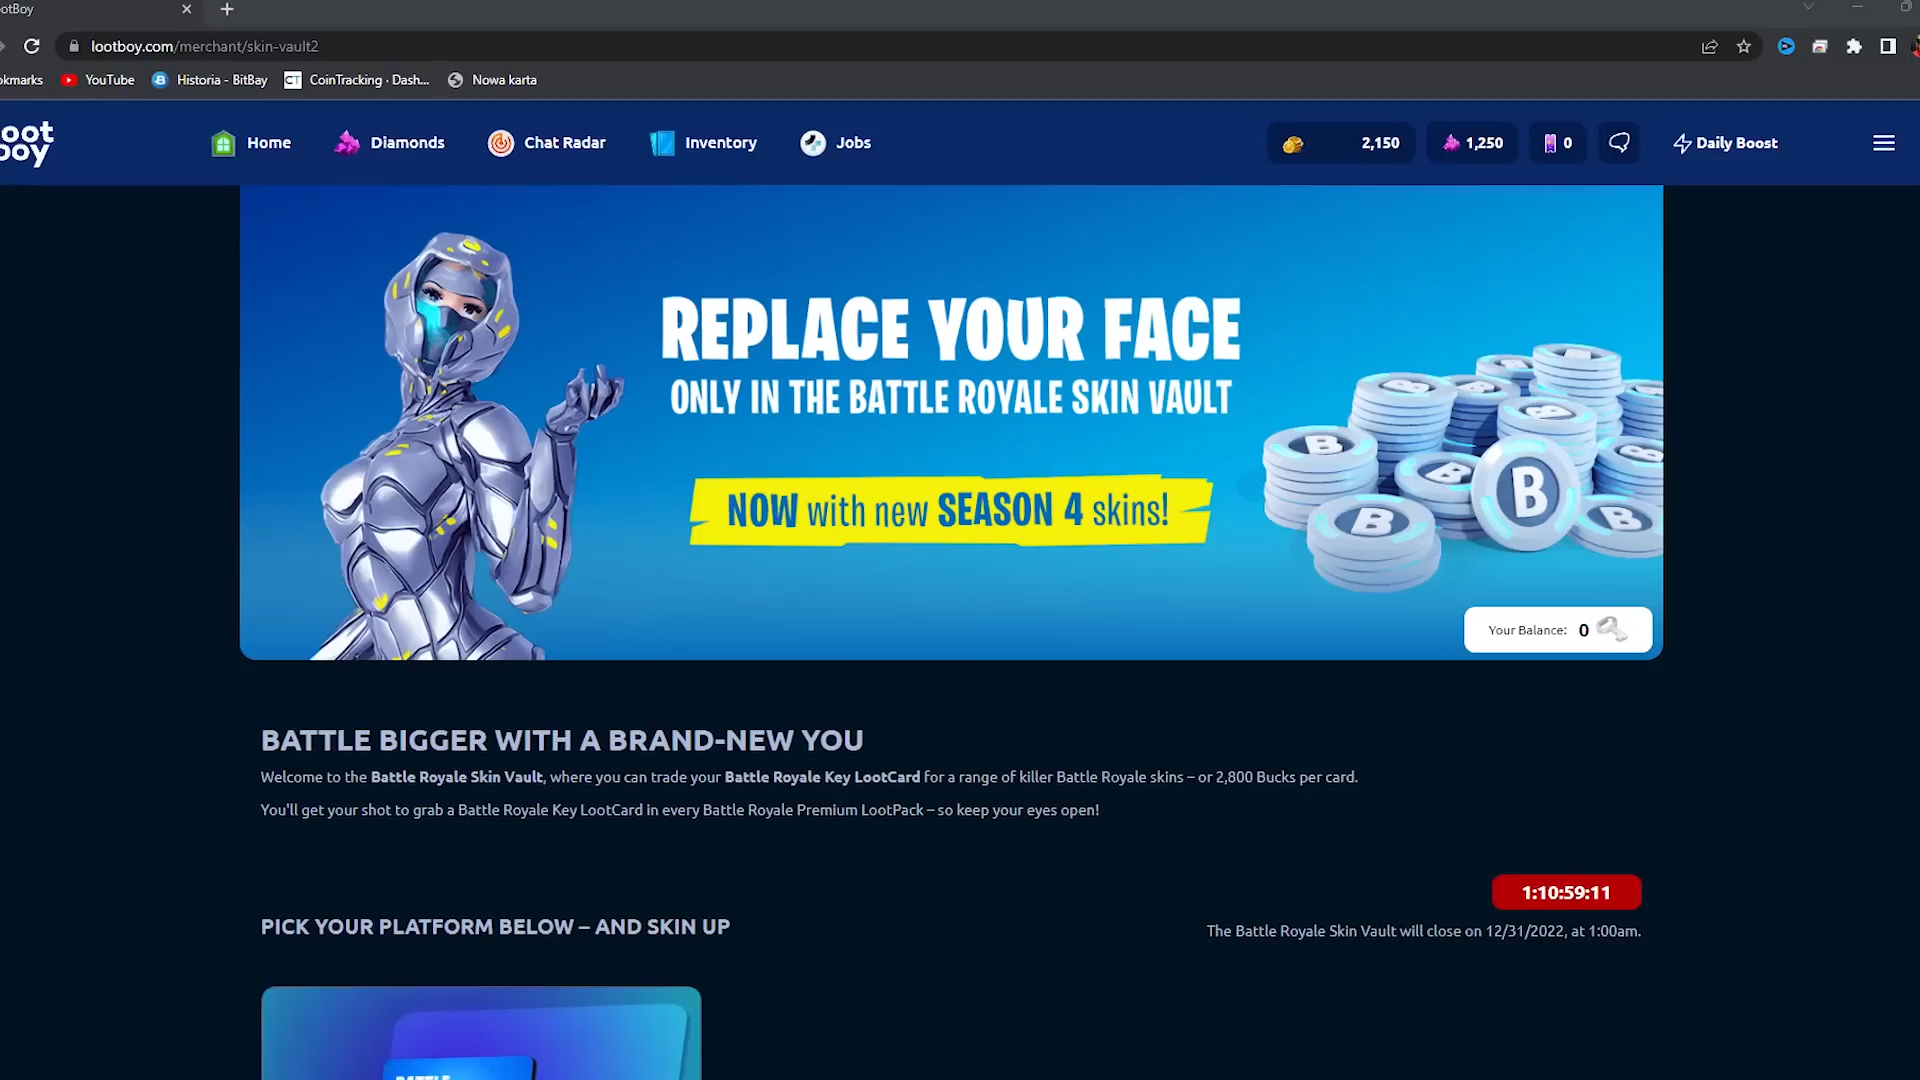 ootBoy
lootboy.com/merchant/skin-vault2
okmarks YouTube Historia - BitBay CT CoinTracking · Dash... Nowa karta
oot
boy
Home Diamonds Chat Radar Inventory Jobs 2,150 1,250 0 Daily Boost
REPLACE YOUR FACE
ONLY IN THE BATTLE ROYALE SKIN VAULT
NOW with new SEASON 4 skins!
B B B B B B
Your Balance: 0
BATTLE BIGGER WITH A BRAND-NEW YOU
Welcome to the Battle Royale Skin Vault, where you can trade your Battle Royale Key LootCard for a range of killer Battle Royale skins – or 2,800 Bucks per card.
You'll get your shot to grab a Battle Royale Key LootCard in every Battle Royale Premium LootPack – so keep your eyes open!
1:10:59:11
PICK YOUR PLATFORM BELOW – AND SKIN UP
The Battle Royale Skin Vault will close on 12/31/2022, at 1:00am.